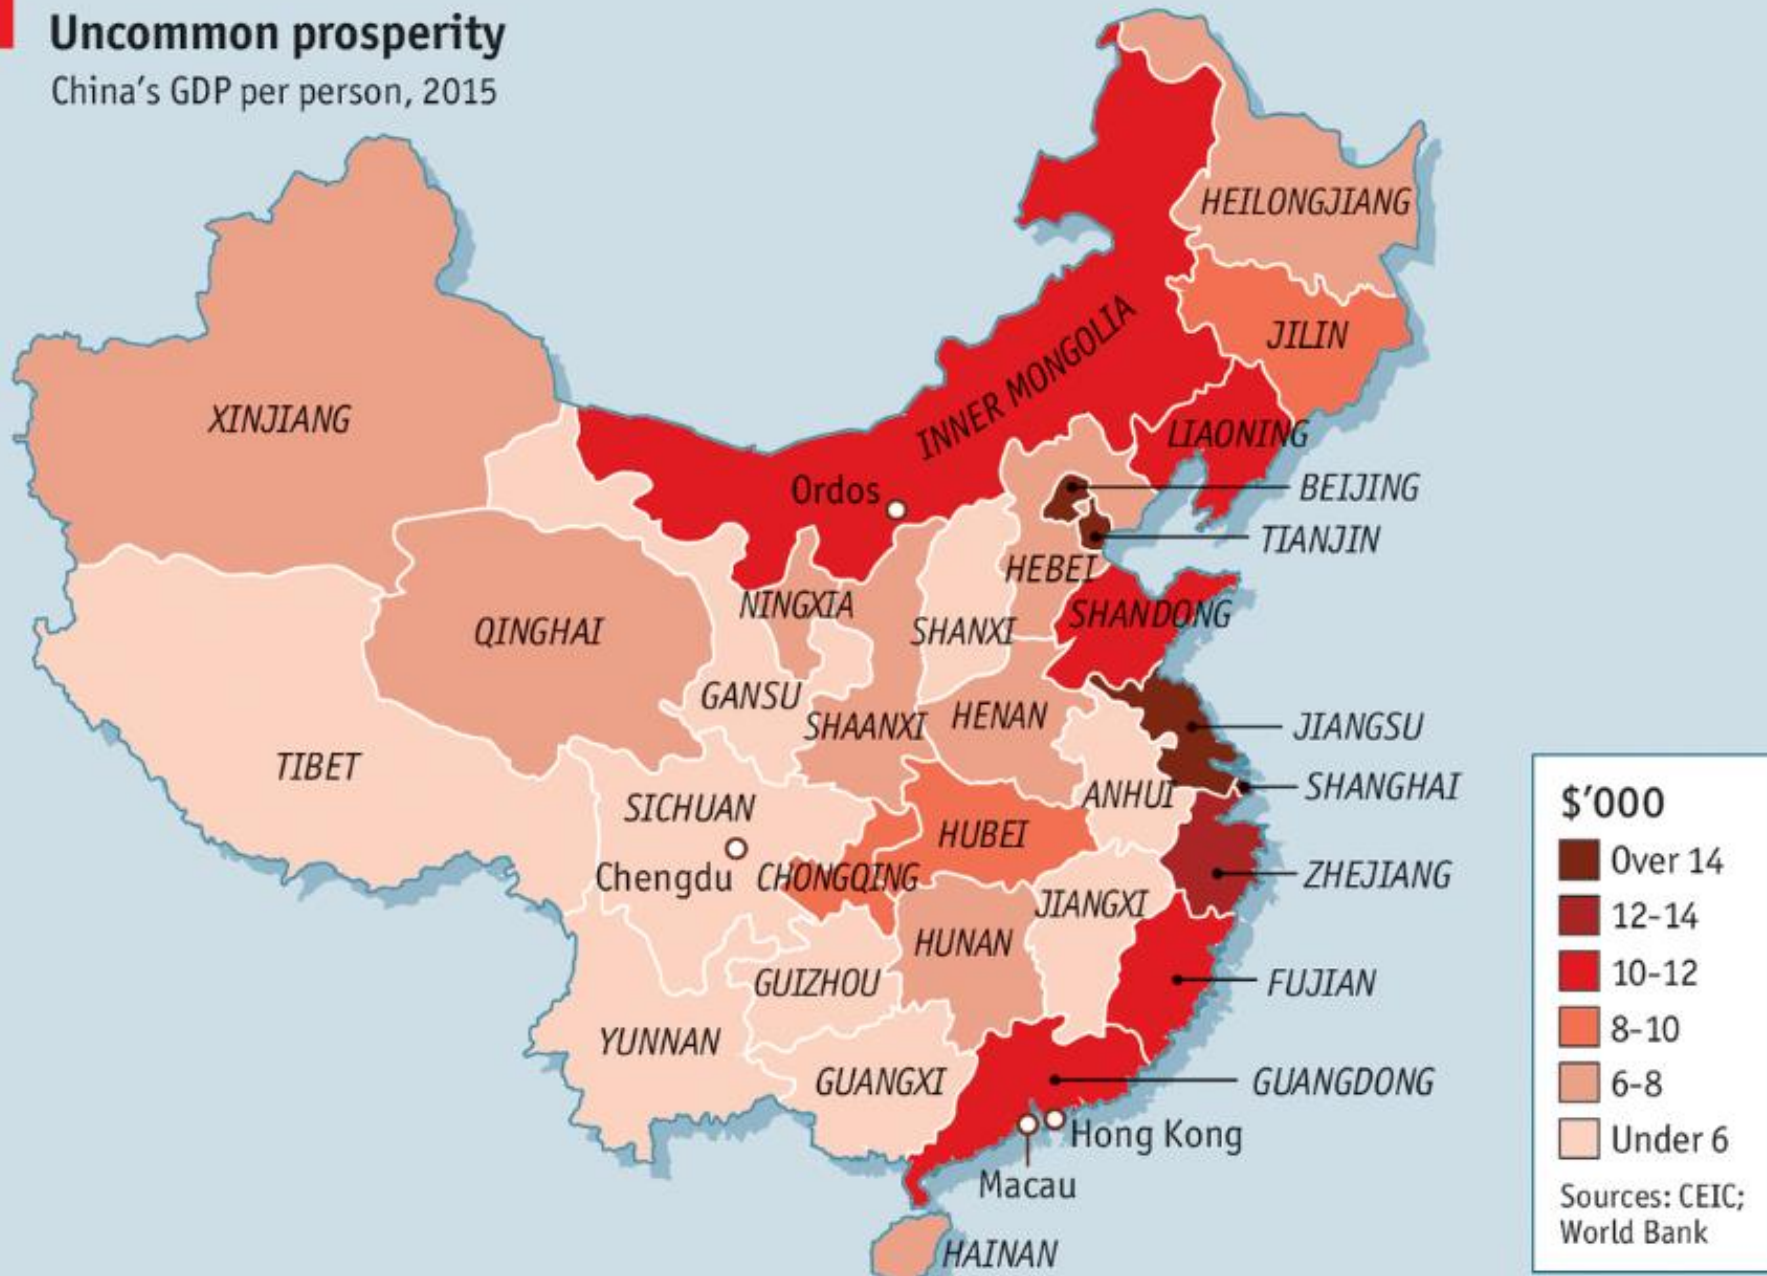 Uncommon prosperity
China's GDP per person, 2015
HEILONGJIANG
JILIN
INNER MONGOLIA
XINJIANG
LIAONING
Ordos
BEIJING
TIANJIN
HEBEI
NINGXIA
SHANDONG
QINGHAI
SHANXI
GANSU
SHAANXI
HENAN
JIANGSU
TIBET
SHANGHAI
ANHUI
SICHUAN
HUBEI
Chengdu
CHONGQING
ZHEJIANG
JIANGXI
HUNAN
GUIZHOU
FUJIAN
YUNNAN
GUANGXI
GUANGDONG
Hong Kong
Macau
HAINAN
$'000
Over 14
12-14
10-12
8-10
6-8
Under 6
Sources: CEIC;
World Bank